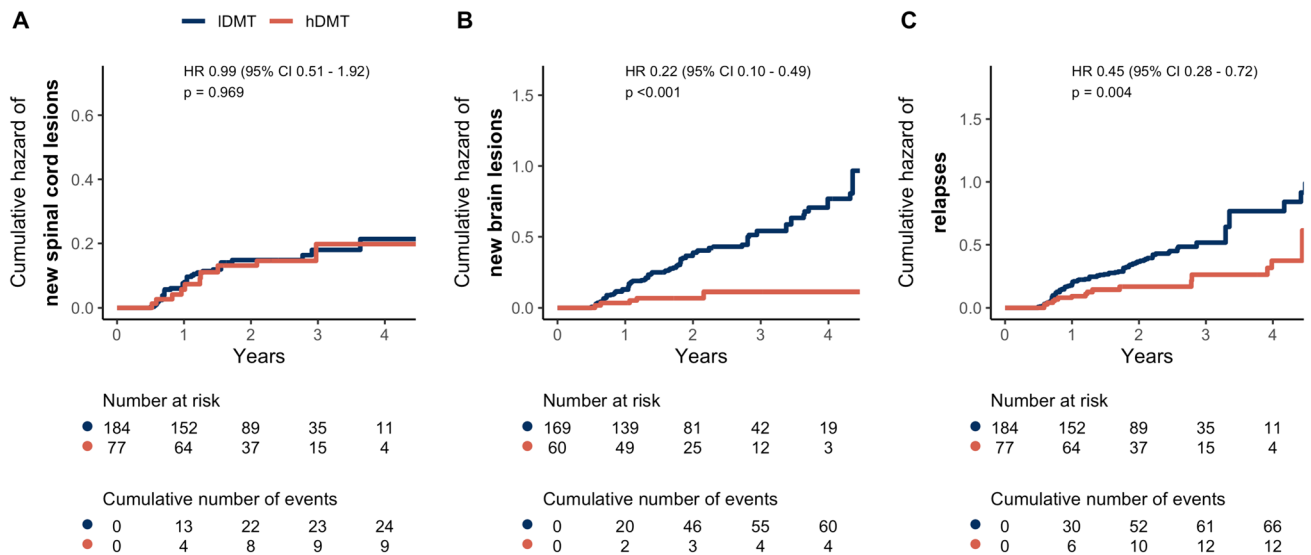 A
lDMT hDMT
HR 0.99 (95% CI 0.51 - 1.92)
p = 0.969
Cumulative hazard of
new spinal cord lesions
0.6
0.4
0.2
0.0
0 1 2 3 4
Years
Number at risk
184 152 89 35 11
77 64 37 15 4
Cumulative number of events
0 13 22 23 24
0 4 8 9 9
B
HR 0.22 (95% CI 0.10 - 0.49)
p <0.001
Cumulative hazard of
new brain lesions
1.5
1.0
0.5
0.0
0 1 2 3 4
Years
Number at risk
169 139 81 42 19
60 49 25 12 3
Cumulative number of events
0 20 46 55 60
0 2 3 4 4
C
HR 0.45 (95% CI 0.28 - 0.72)
p = 0.004
Cumulative hazard of
relapses
1.5
1.0
0.5
0.0
0 1 2 3 4
Years
Number at risk
184 152 89 35 11
77 64 37 15 4
Cumulative number of events
0 30 52 61 66
0 6 10 12 12